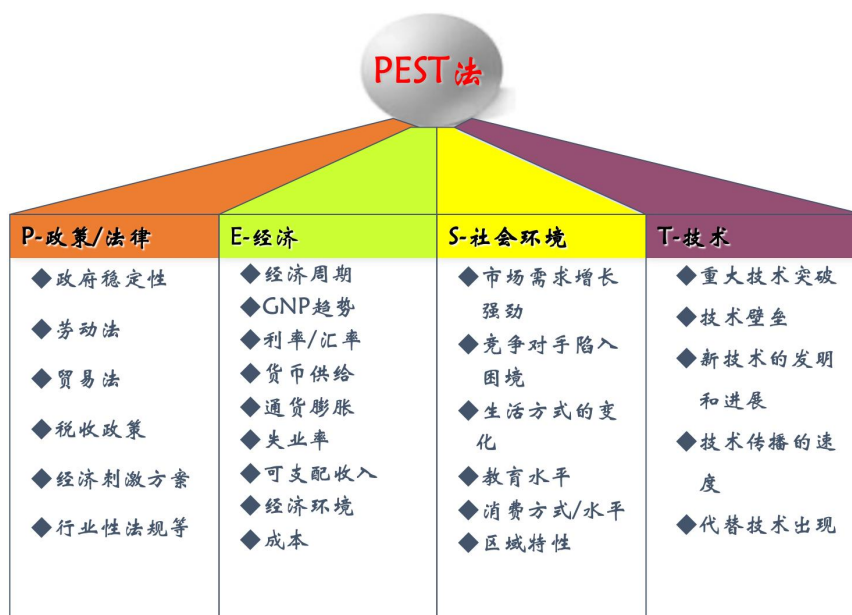 PEST法
P-政策/法律
◆政府稳定性
◆劳动法
◆贸易法
◆税收政策
◆经济刺激方案
◆行业性法规等
E-经济
◆经济周期
◆GNP趋势
◆利率/汇率
◆货币供给
◆通货膨胀
◆失业率
◆可支配收入
◆经济环境
◆成本
S-社会环境
◆市场需求增长
强劲
◆竞争对手陷入
困境
◆生活方式的变
化
◆教育水平
◆消费方式/水平
◆区域特性
T-技术
◆重大技术突破
◆技术壁垒
◆新技术的发明
和进展
◆技术传播的速
度
◆代替技术出现